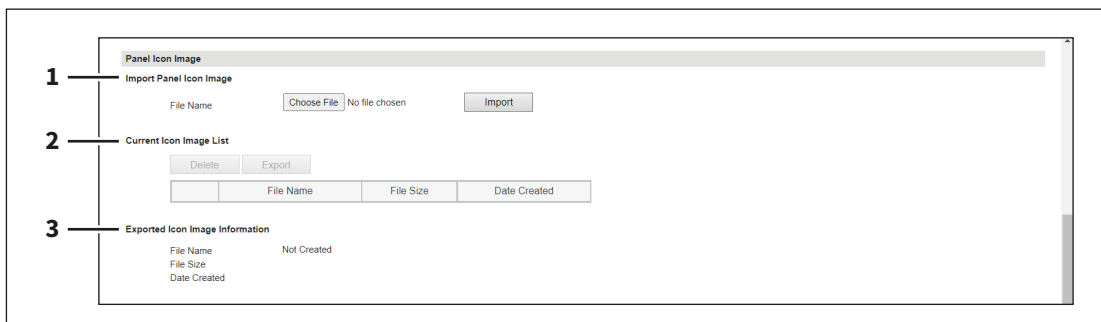 Panel Icon Image
1 Import Panel Icon Image
File Name Choose File No file chosen Import
2 Current Icon Image List
Delete Export
File Name File Size Date Created
3 Exported Icon Image Information
File Name Not Created
File Size
Date Created